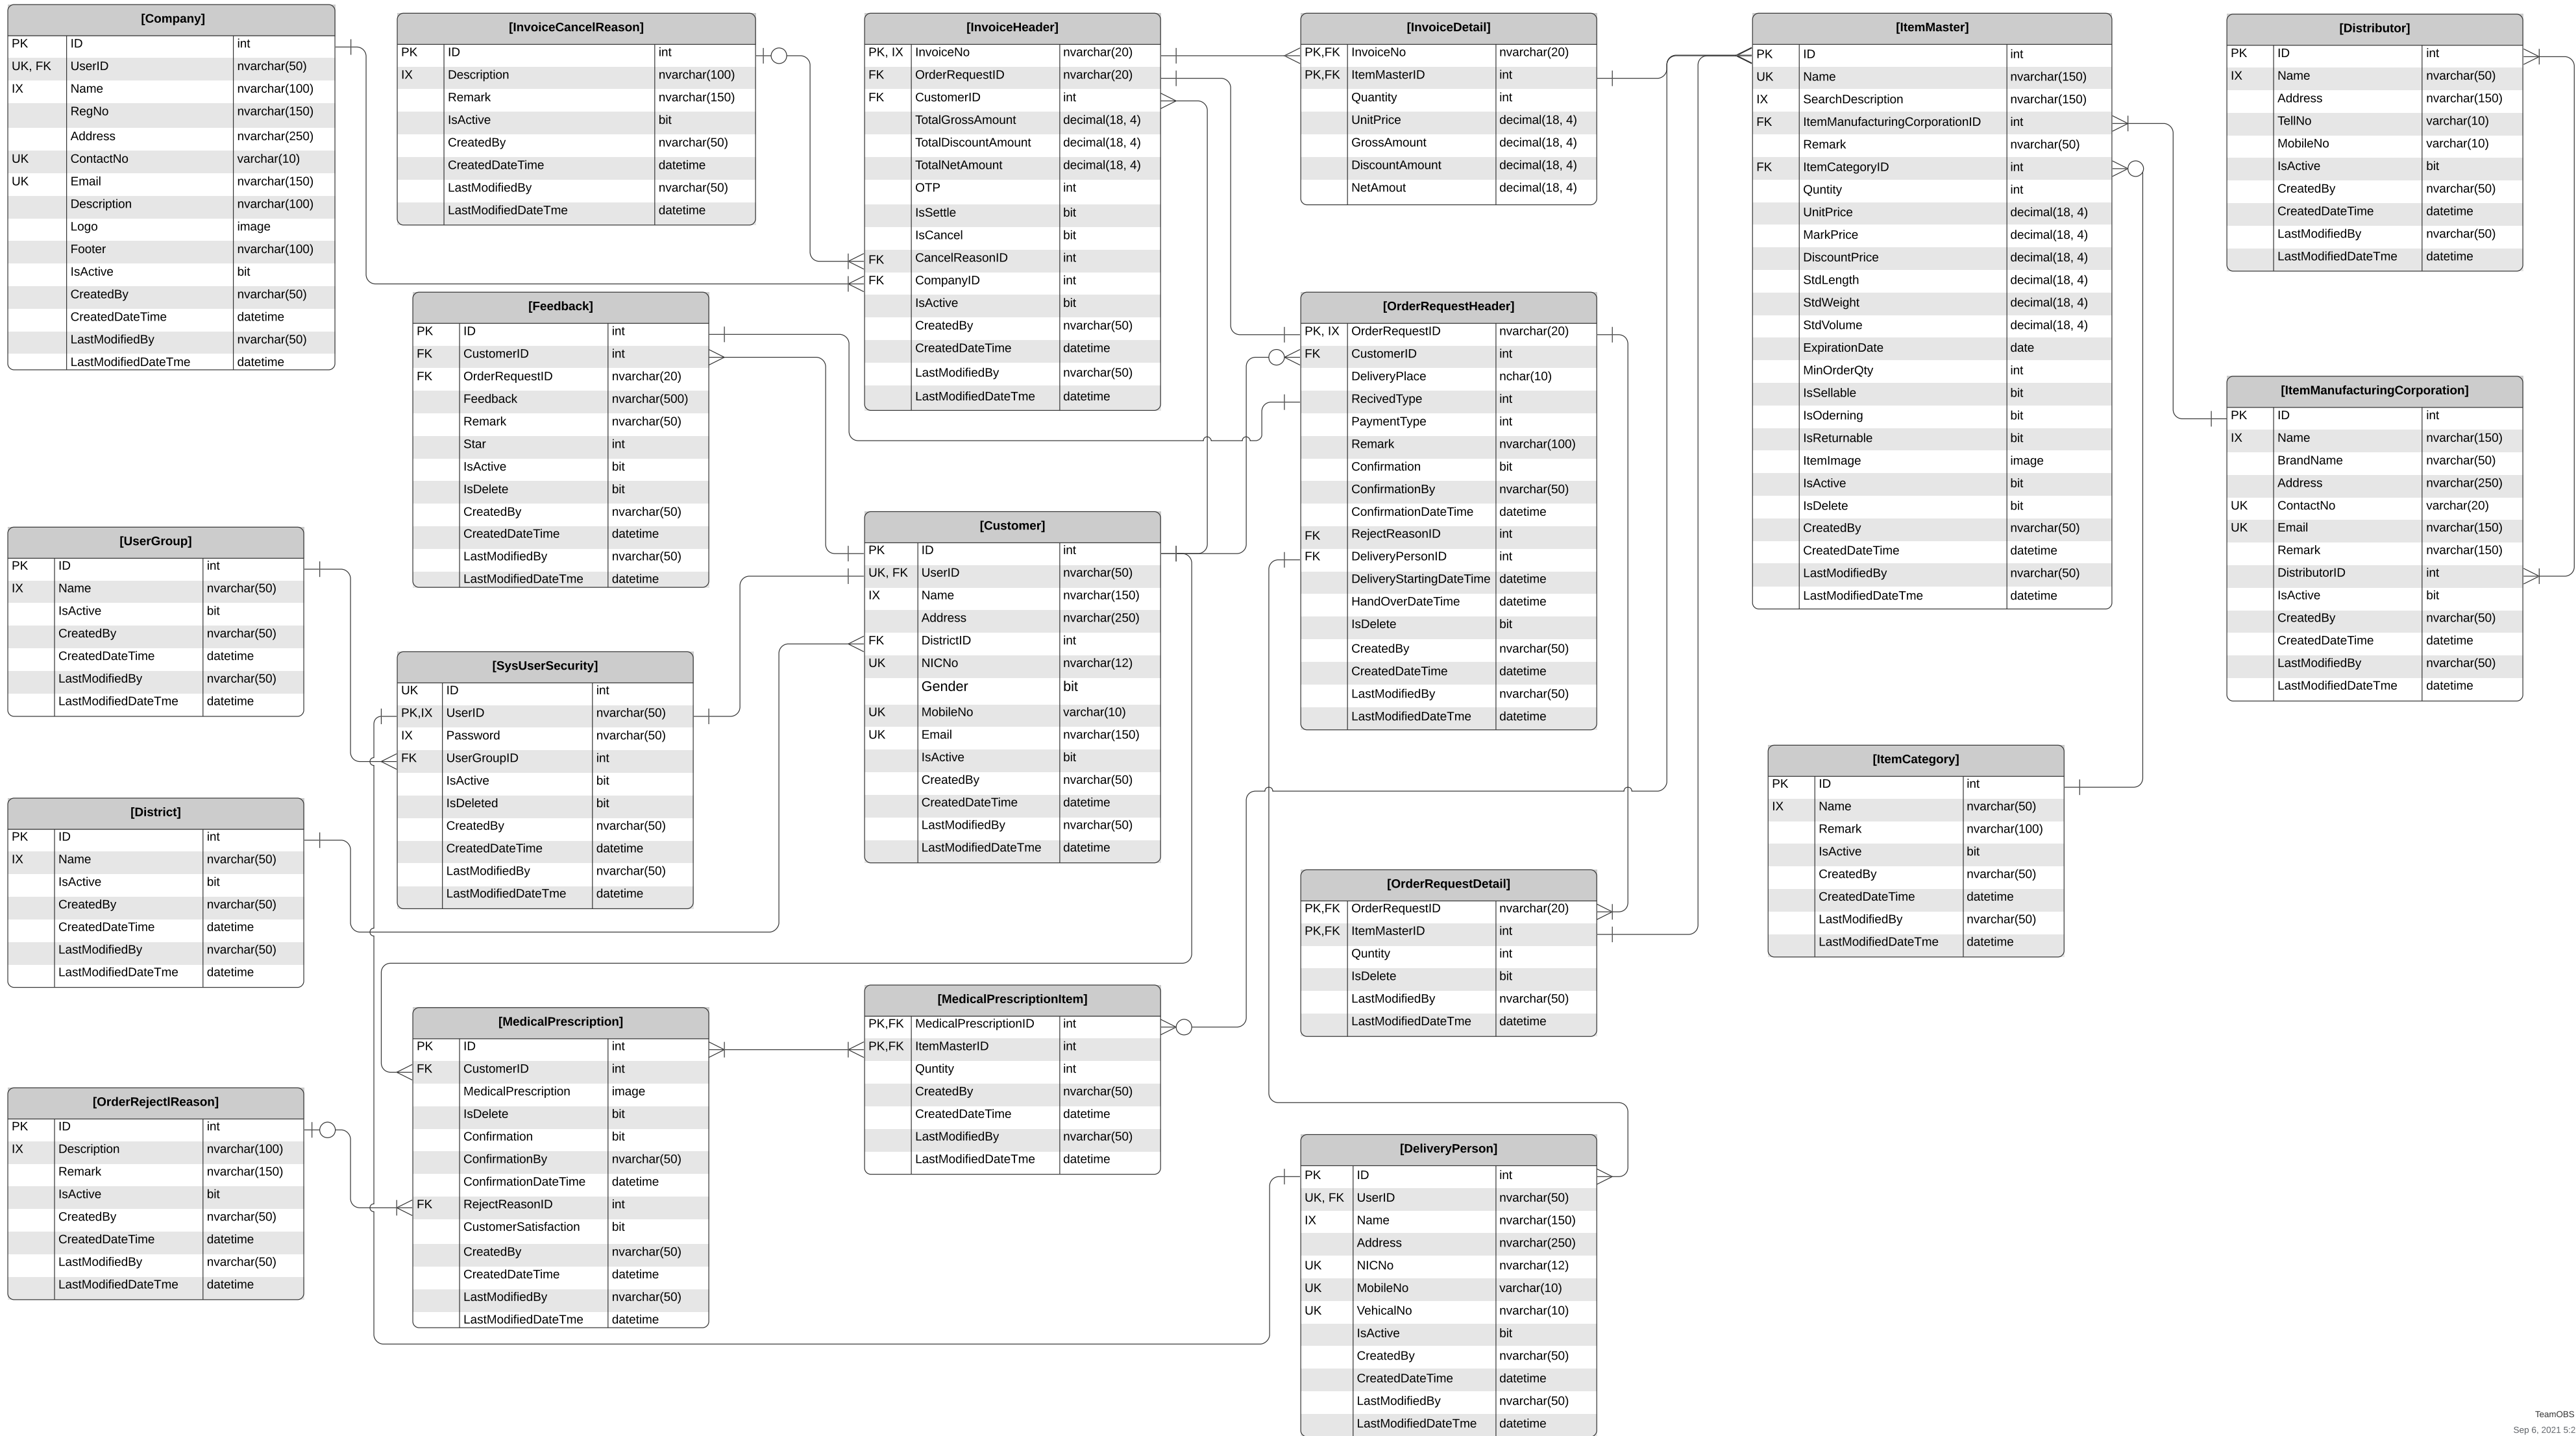 [Company]
PK ID int
UK, FK UserID nvarchar(50)
IX Name nvarchar(100)
RegNo nvarchar(150)
Address nvarchar(250)
UK ContactNo varchar(10)
UK Email nvarchar(150)
Description nvarchar(100)
Logo image
Footer nvarchar(100)
IsActive bit
CreatedBy nvarchar(50)
CreatedDateTime datetime
LastModifiedBy nvarchar(50)
LastModifiedDateTme datetime
[InvoiceCancelReason]
PK ID int
IX Description nvarchar(100)
Remark nvarchar(150)
IsActive bit
CreatedBy nvarchar(50)
CreatedDateTime datetime
LastModifiedBy nvarchar(50)
LastModifiedDateTme datetime
[InvoiceHeader]
PK, IX InvoiceNo nvarchar(20)
FK OrderRequestID nvarchar(20)
FK CustomerID int
TotalGrossAmount decimal(18, 4)
TotalDiscountAmount decimal(18, 4)
TotalNetAmount decimal(18, 4)
OTP int
IsSettle bit
IsCancel bit
FK CancelReasonID int
FK CompanyID int
IsActive bit
CreatedBy nvarchar(50)
CreatedDateTime datetime
LastModifiedBy nvarchar(50)
LastModifiedDateTme datetime
[InvoiceDetail]
PK,FK InvoiceNo nvarchar(20)
PK,FK ItemMasterID int
Quantity int
UnitPrice decimal(18, 4)
GrossAmount decimal(18, 4)
DiscountAmount decimal(18, 4)
NetAmout decimal(18, 4)
[ItemMaster]
PK ID int
UK Name nvarchar(150)
IX SearchDescription nvarchar(150)
FK ItemManufacturingCorporationID int
Remark nvarchar(50)
FK ItemCategoryID int
Quntity int
UnitPrice decimal(18, 4)
MarkPrice decimal(18, 4)
DiscountPrice decimal(18, 4)
StdLength decimal(18, 4)
StdWeight decimal(18, 4)
StdVolume decimal(18, 4)
ExpirationDate date
MinOrderQty int
IsSellable bit
IsOderning bit
IsReturnable bit
ItemImage image
IsActive bit
IsDelete bit
CreatedBy nvarchar(50)
CreatedDateTime datetime
LastModifiedBy nvarchar(50)
LastModifiedDateTme datetime
[Distributor]
PK ID int
IX Name nvarchar(50)
Address nvarchar(150)
TellNo varchar(10)
MobileNo varchar(10)
IsActive bit
CreatedBy nvarchar(50)
CreatedDateTime datetime
LastModifiedBy nvarchar(50)
LastModifiedDateTme datetime
[Feedback]
PK ID int
FK CustomerID int
FK OrderRequestID nvarchar(20)
Feedback nvarchar(500)
Remark nvarchar(50)
Star int
IsActive bit
IsDelete bit
CreatedBy nvarchar(50)
CreatedDateTime datetime
LastModifiedBy nvarchar(50)
LastModifiedDateTme datetime
[OrderRequestHeader]
PK, IX OrderRequestID nvarchar(20)
FK CustomerID int
DeliveryPlace nchar(10)
RecivedType int
PaymentType int
Remark nvarchar(100)
Confirmation bit
ConfirmationBy nvarchar(50)
ConfirmationDateTime datetime
FK RejectReasonID int
FK DeliveryPersonID int
DeliveryStartingDateTime datetime
HandOverDateTime datetime
IsDelete bit
CreatedBy nvarchar(50)
CreatedDateTime datetime
LastModifiedBy nvarchar(50)
LastModifiedDateTme datetime
[ItemManufacturingCorporation]
PK ID int
IX Name nvarchar(150)
BrandName nvarchar(50)
Address nvarchar(250)
UK ContactNo varchar(20)
UK Email nvarchar(150)
Remark nvarchar(150)
DistributorID int
IsActive bit
CreatedBy nvarchar(50)
CreatedDateTime datetime
LastModifiedBy nvarchar(50)
LastModifiedDateTme datetime
[UserGroup]
PK ID int
IX Name nvarchar(50)
IsActive bit
CreatedBy nvarchar(50)
CreatedDateTime datetime
LastModifiedBy nvarchar(50)
LastModifiedDateTme datetime
[Customer]
PK ID int
UK, FK UserID nvarchar(50)
IX Name nvarchar(150)
Address nvarchar(250)
FK DistrictID int
UK NICNo nvarchar(12)
Gender bit
UK MobileNo varchar(10)
UK Email nvarchar(150)
IsActive bit
CreatedBy nvarchar(50)
CreatedDateTime datetime
LastModifiedBy nvarchar(50)
LastModifiedDateTme datetime
[SysUserSecurity]
UK ID int
PK,IX UserID nvarchar(50)
IX Password nvarchar(50)
FK UserGroupID int
IsActive bit
IsDeleted bit
CreatedBy nvarchar(50)
CreatedDateTime datetime
LastModifiedBy nvarchar(50)
LastModifiedDateTme datetime
[District]
PK ID int
IX Name nvarchar(50)
IsActive bit
CreatedBy nvarchar(50)
CreatedDateTime datetime
LastModifiedBy nvarchar(50)
LastModifiedDateTme datetime
[ItemCategory]
PK ID int
IX Name nvarchar(50)
Remark nvarchar(100)
IsActive bit
CreatedBy nvarchar(50)
CreatedDateTime datetime
LastModifiedBy nvarchar(50)
LastModifiedDateTme datetime
[OrderRequestDetail]
PK,FK OrderRequestID nvarchar(20)
PK,FK ItemMasterID int
Quntity int
IsDelete bit
LastModifiedBy nvarchar(50)
LastModifiedDateTme datetime
[MedicalPrescription]
PK ID int
FK CustomerID int
MedicalPrescription image
IsDelete bit
Confirmation bit
ConfirmationBy nvarchar(50)
ConfirmationDateTime datetime
FK RejectReasonID int
CustomerSatisfaction bit
CreatedBy nvarchar(50)
CreatedDateTime datetime
LastModifiedBy nvarchar(50)
LastModifiedDateTme datetime
[MedicalPrescriptionItem]
PK,FK MedicalPrescriptionID int
PK,FK ItemMasterID int
Quntity int
CreatedBy nvarchar(50)
CreatedDateTime datetime
LastModifiedBy nvarchar(50)
LastModifiedDateTme datetime
[OrderRejectlReason]
PK ID int
IX Description nvarchar(100)
Remark nvarchar(150)
IsActive bit
CreatedBy nvarchar(50)
CreatedDateTime datetime
LastModifiedBy nvarchar(50)
LastModifiedDateTme datetime
[DeliveryPerson]
PK ID int
UK, FK UserID nvarchar(50)
IX Name nvarchar(150)
Address nvarchar(250)
UK NICNo nvarchar(12)
UK MobileNo varchar(10)
UK VehicalNo nvarchar(10)
IsActive bit
CreatedBy nvarchar(50)
CreatedDateTime datetime
LastModifiedBy nvarchar(50)
LastModifiedDateTme datetime
TeamOBS
Sep 6, 2021 5:2